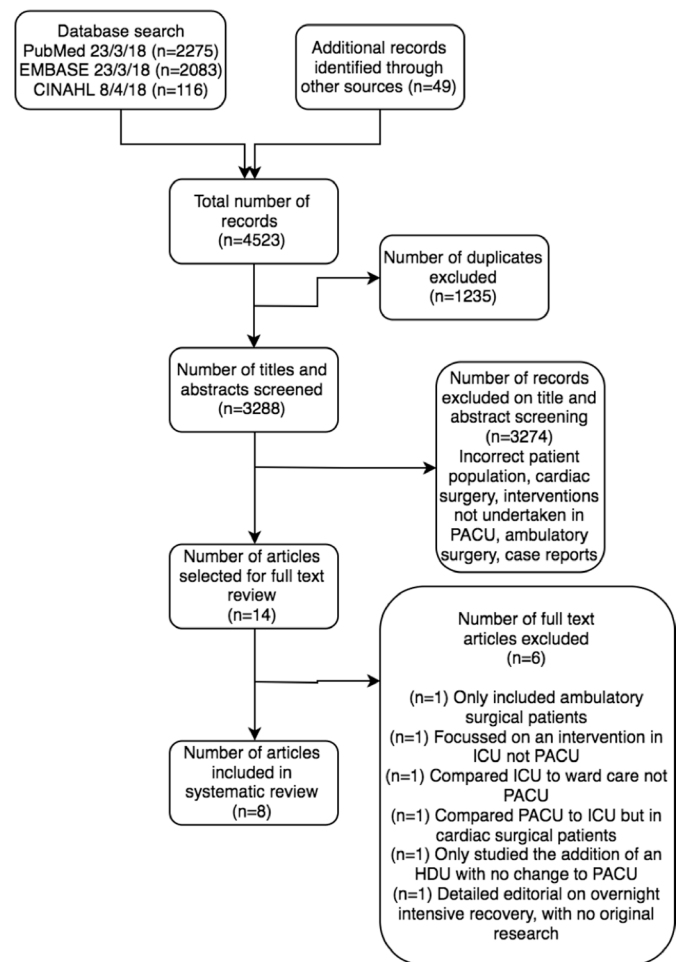 Database search
PubMed 23/3/18 (n=2275)
EMBASE 23/3/18 (n=2083)
CINAHL 8/4/18 (n=116)
Additional records
identified through
other sources (n=49)
Total number of
records
(n=4523)
Number of duplicates
excluded
(n=1235)
Number of titles and
abstracts screened
(n=3288)
Number of records
excluded on title and
abstract screening
(n=3274)
Incorrect patient
population, cardiac
surgery, interventions
not undertaken in
PACU, ambulatory
surgery, case reports
Number of articles
selected for full text
review
(n=14)
Number of full text
articles excluded
(n=6)
(n=1) Only included ambulatory
surgical patients
(n=1) Focussed on an intervention in
ICU not PACU
(n=1) Compared ICU to ward care not
PACU
(n=1) Compared PACU to ICU but in
cardiac surgical patients
(n=1) Only studied the addition of an
HDU with no change to PACU
(n=1) Detailed editorial on overnight
intensive recovery, with no original
research
Number of articles
included in
systematic review
(n=8)